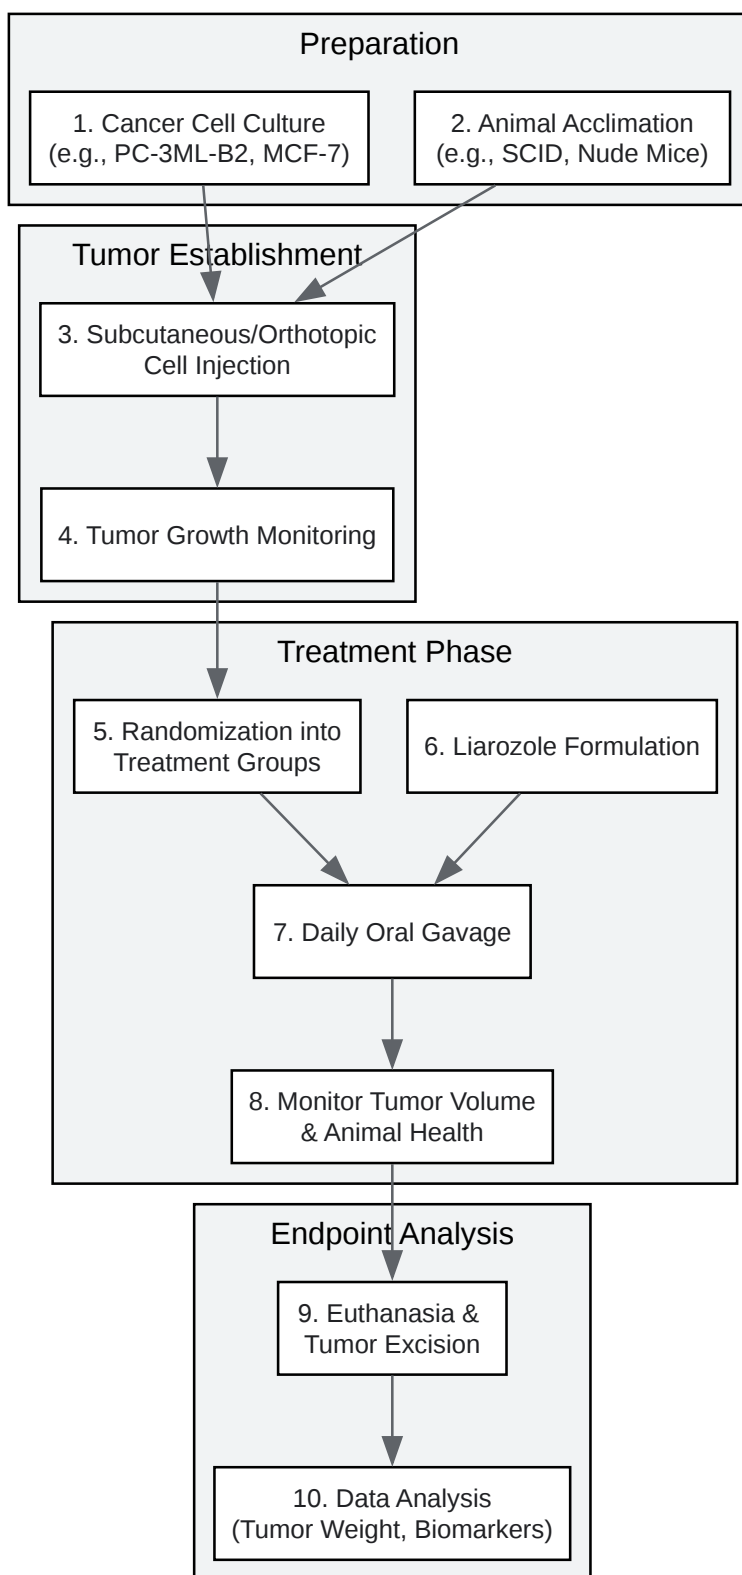 Preparation
1. Cancer Cell Culture
(e.g., PC-3ML-B2, MCF-7)
2. Animal Acclimation
(e.g., SCID, Nude Mice)
Tumor Establishment
3. Subcutaneous/Orthotopic
Cell Injection
4. Tumor Growth Monitoring
Treatment Phase
5. Randomization into
Treatment Groups
6. Liarozole Formulation
7. Daily Oral Gavage
8. Monitor Tumor Volume
& Animal Health
Endpoint Analysis
9. Euthanasia &
Tumor Excision
10. Data Analysis
(Tumor Weight, Biomarkers)